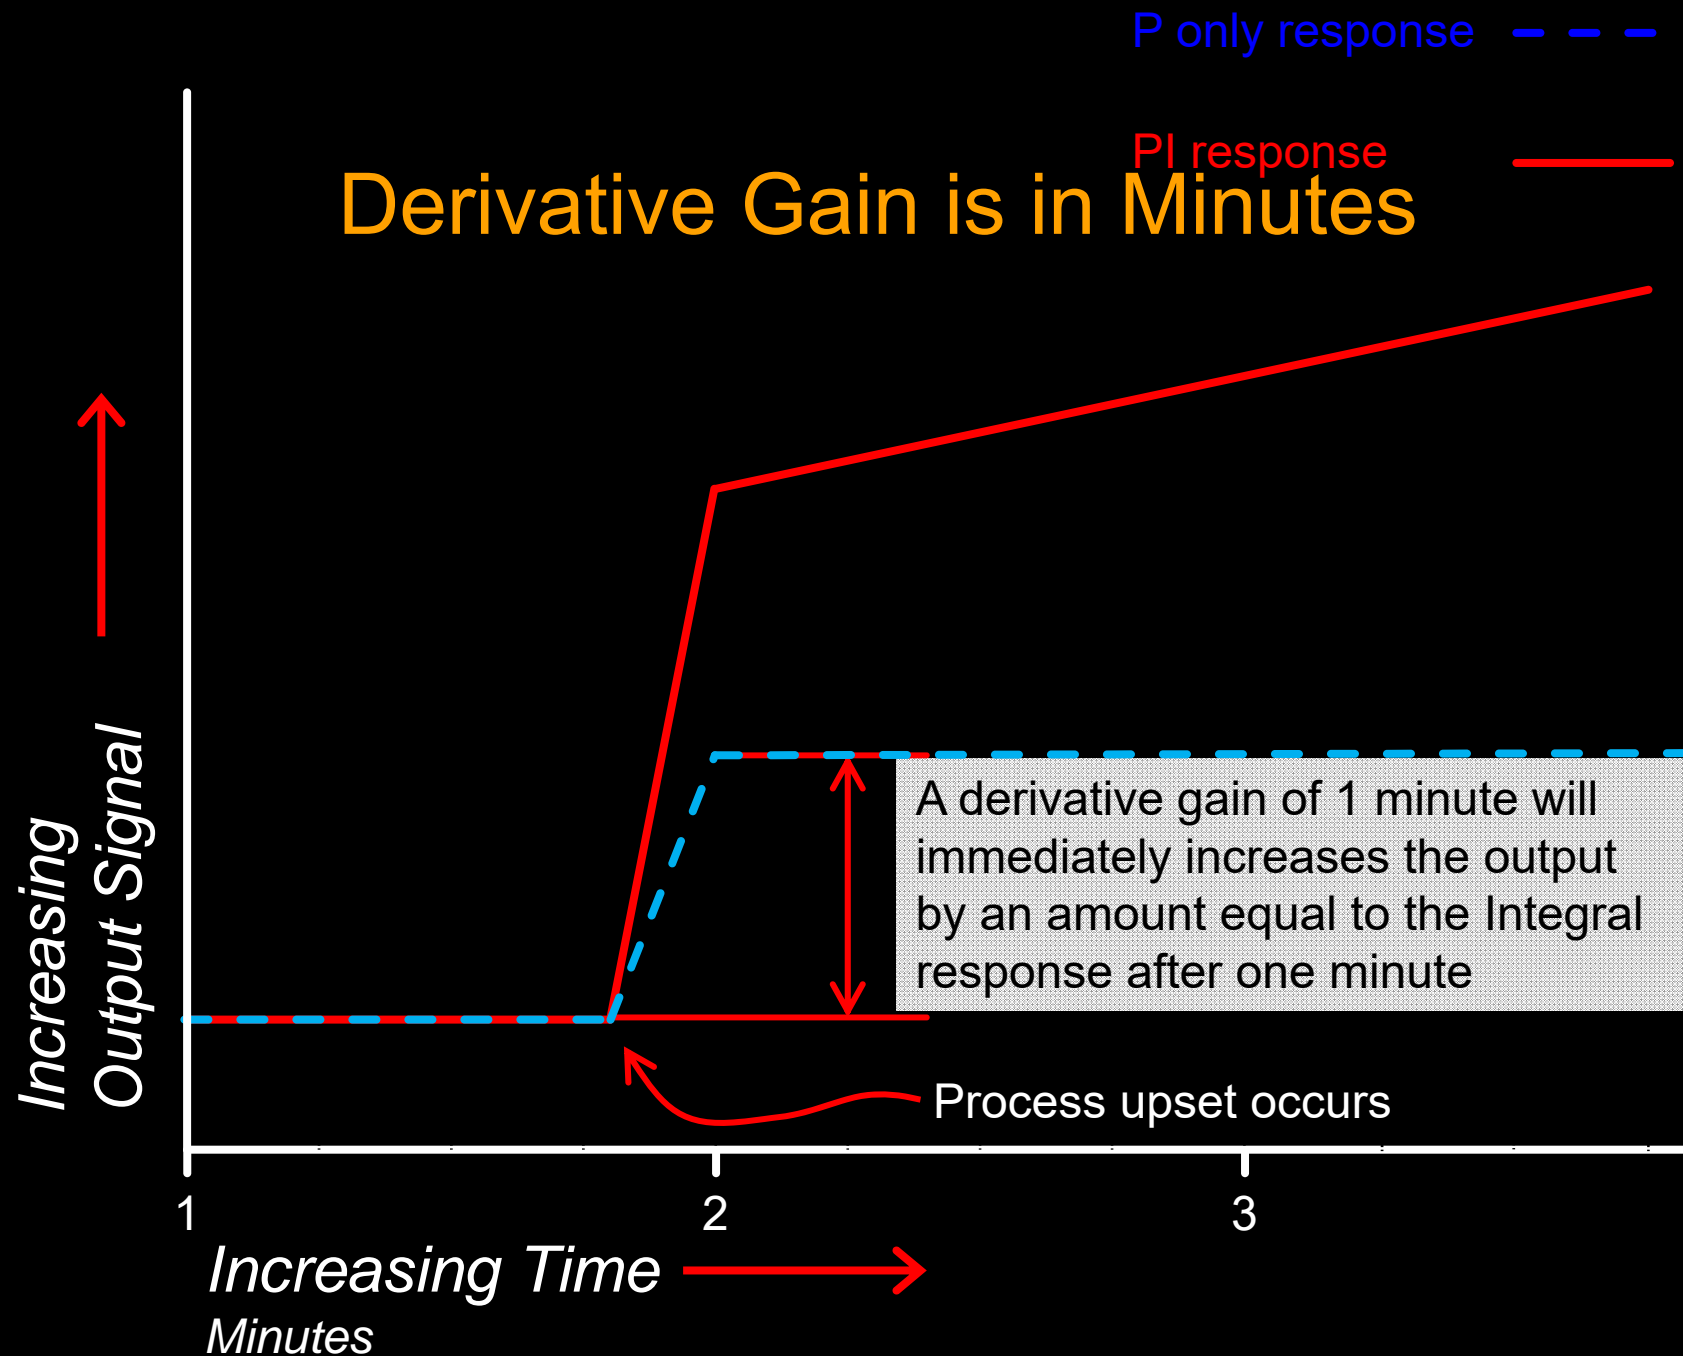 P only response
PI response
Derivative Gain is in Minutes
Increasing
Output Signal
A derivative gain of 1 minute will
immediately increases the output
by an amount equal to the Integral
response after one minute
Process upset occurs
1
2
3
Increasing Time
Minutes